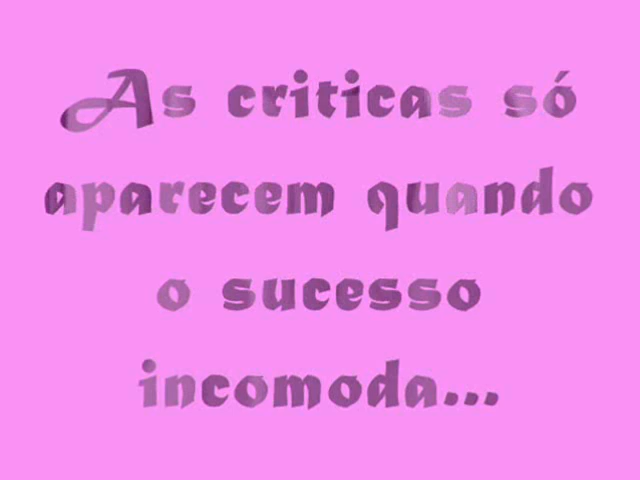 As criticas só
aparecem quando
o sucesso
incomoda...